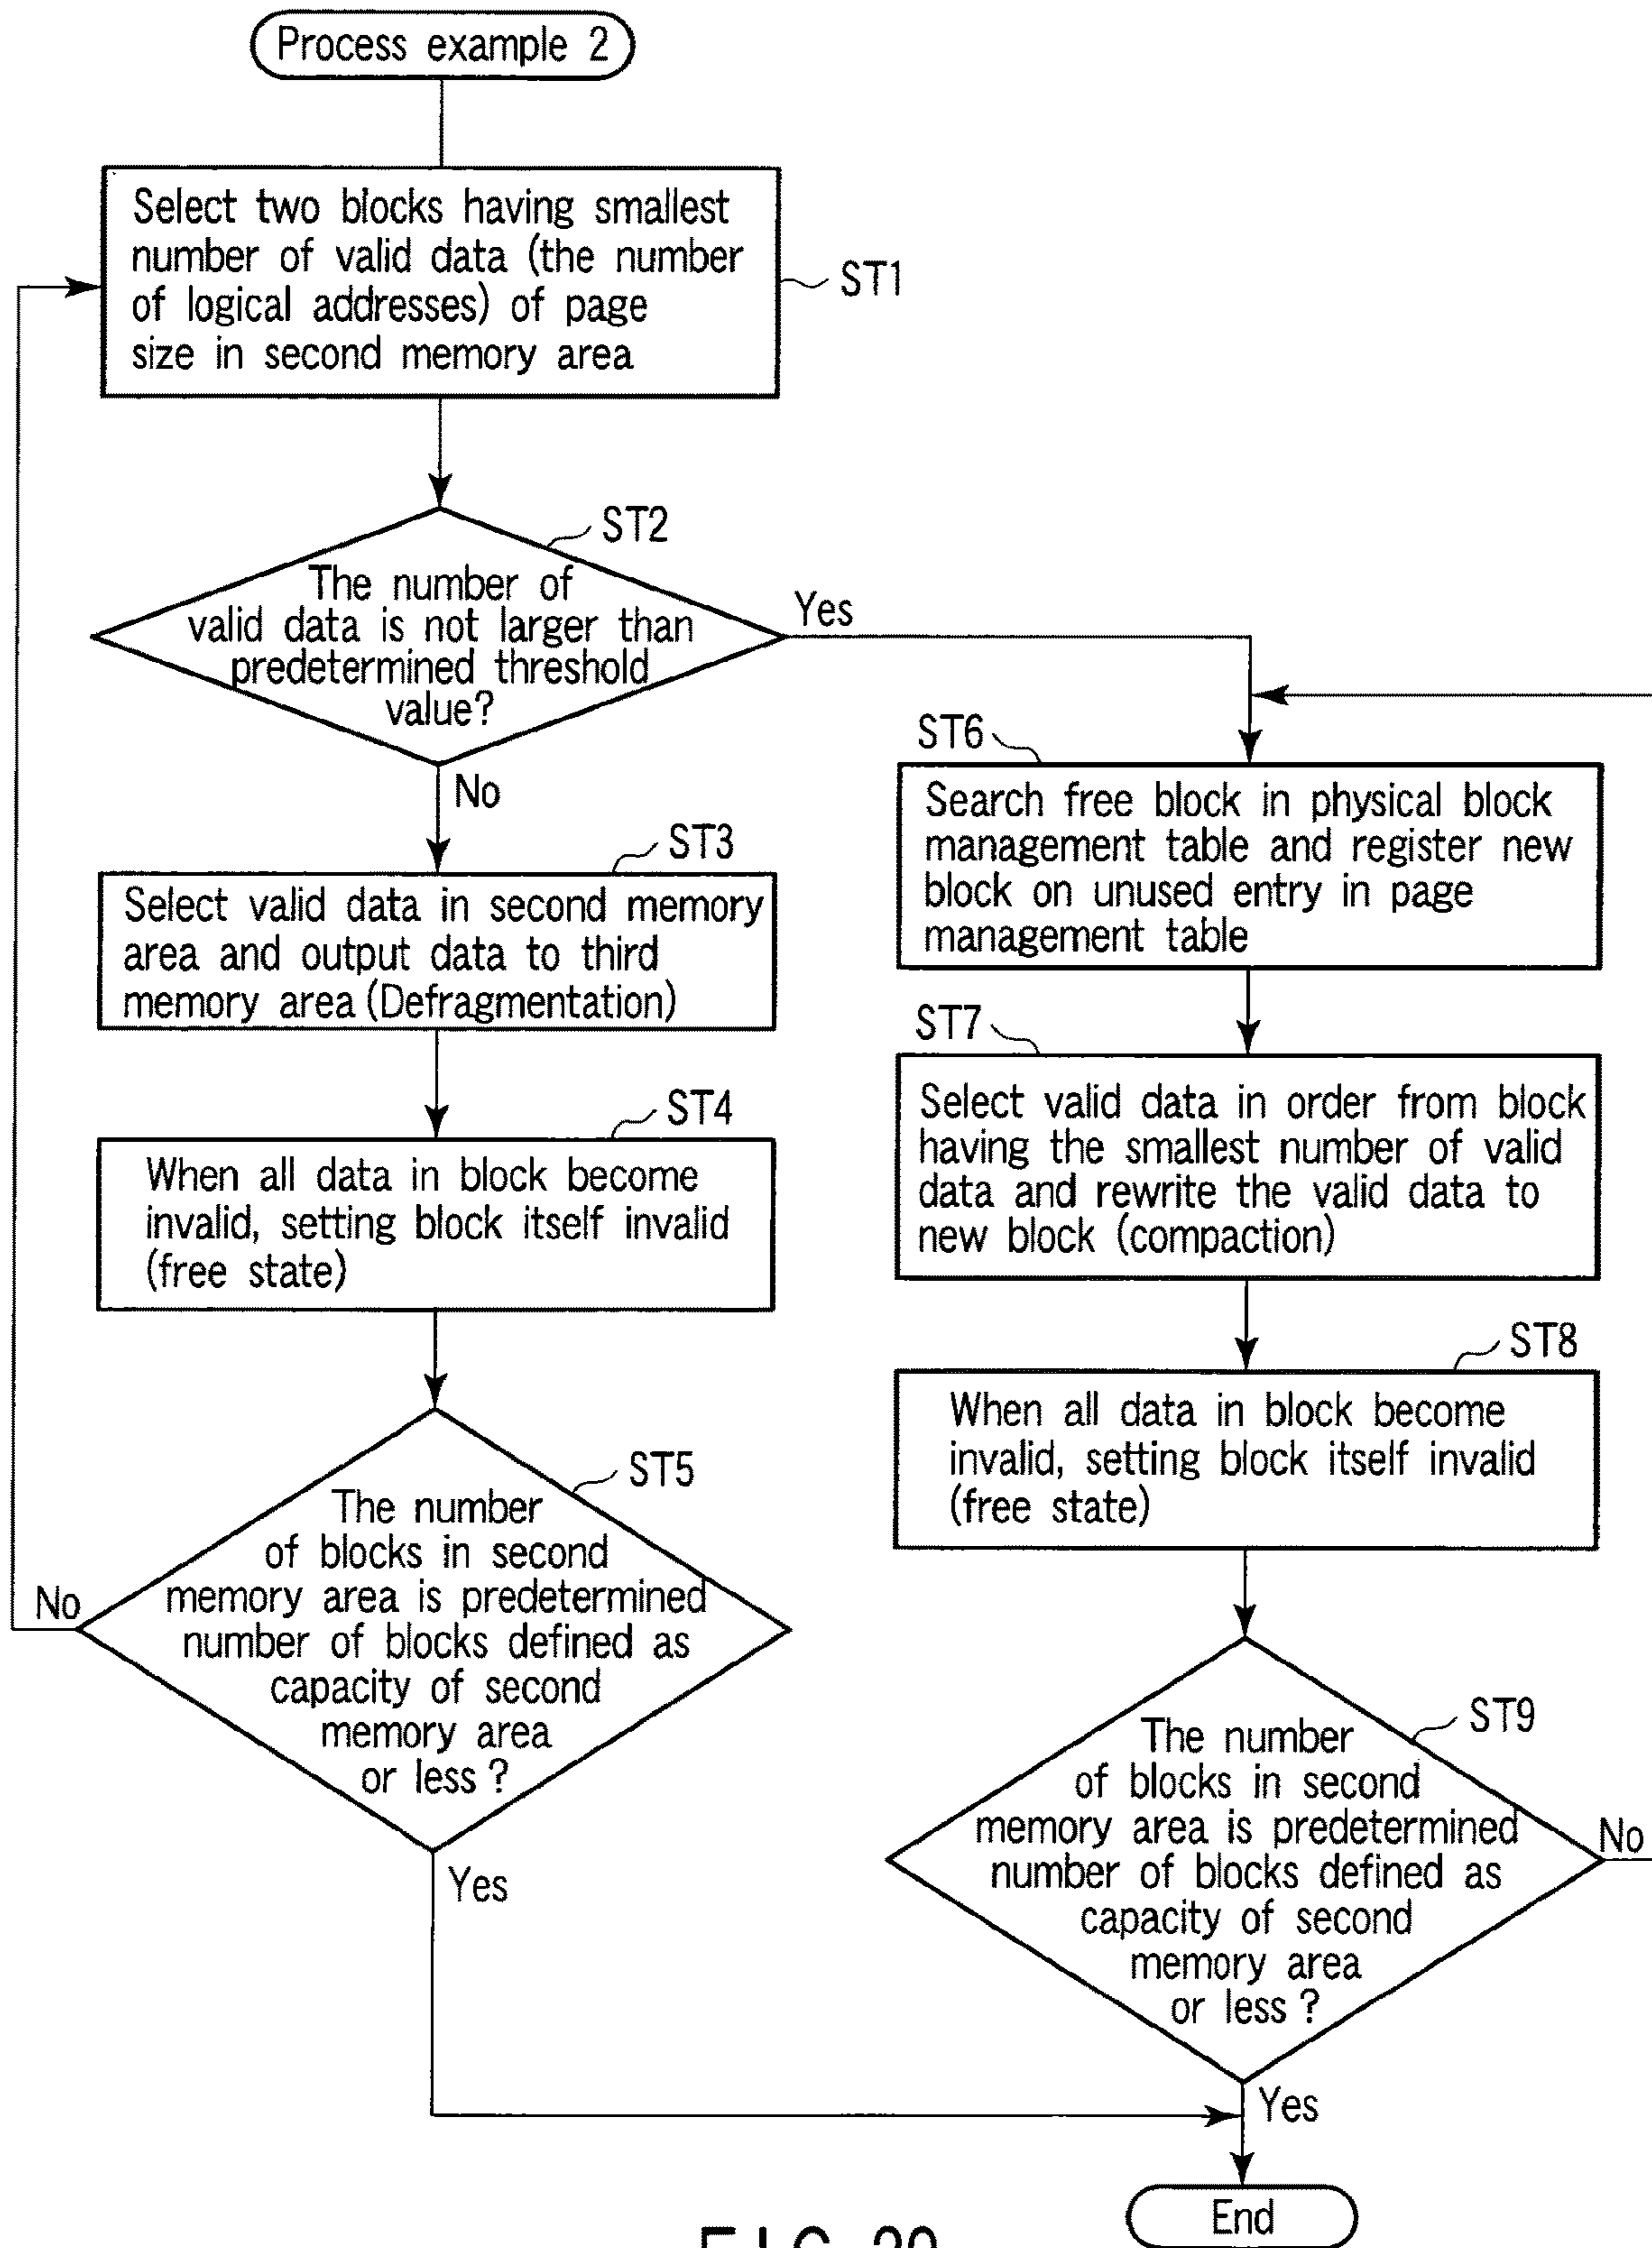 Process example 2
Select two blocks having smallest
number of valid data (the number
of logical addresses) of page
size in second memory area
ST1
ST2
The number of
valid data is not larger than
predetermined threshold
value?
Yes
No
ST3
Select valid data in second memory
area and output data to third
memory area (Defragmentation)
ST4
When all data in block become
invalid, setting block itself invalid
(free state)
ST5
The number
of blocks in second
memory area is predetermined
number of blocks defined as
capacity of second
memory area
or less ?
No
Yes
ST6
Search free block in physical block
management table and register new
block on unused entry in page
management table
ST7
Select valid data in order from block
having the smallest number of valid
data and rewrite the valid data to
new block (compaction)
ST8
When all data in block become
invalid, setting block itself invalid
(free state)
ST9
The number
of blocks in second
memory area is predetermined
number of blocks defined as
capacity of second
memory area
or less ?
No
Yes
End